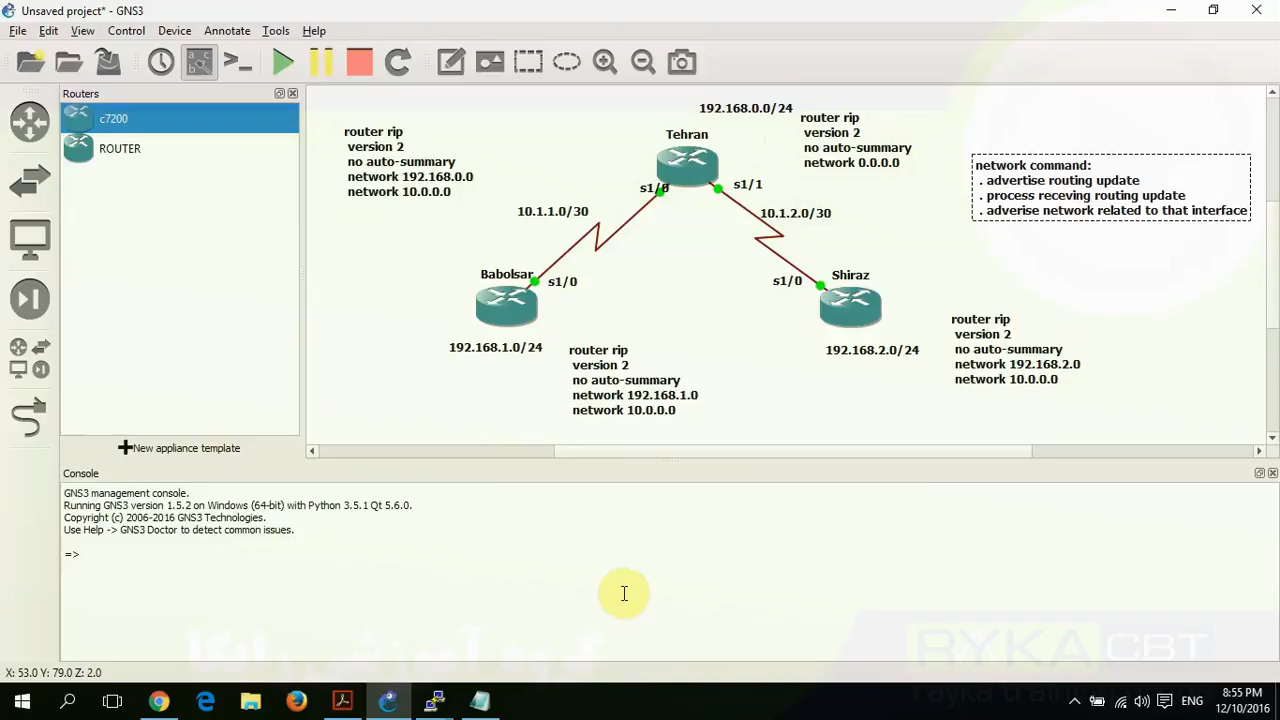 Unsaved project* - GNS3
File Edit View Control Device Annotate Tools Help
Routers
c7200
ROUTER
New appliance template
192.168.0.0/24
router rip
version 2
no auto-summary
network 192.168.0.0
network 10.0.0.0
Tehran
router rip
version 2
no auto-summary
network 0.0.0.0
s1/0
s1/1
network command:
. advertise routing update
. process receving routing update
. adverise network related to that interface
10.1.1.0/30
10.1.2.0/30
Babolsar
s1/0
s1/0
Shiraz
192.168.1.0/24
192.168.2.0/24
router rip
version 2
no auto-summary
network 192.168.1.0
network 10.0.0.0
router rip
version 2
no auto-summary
network 192.168.2.0
network 10.0.0.0
Console
GNS3 management console.
Running GNS3 version 1.5.2 on Windows (64-bit) with Python 3.5.1 Qt 5.6.0.
Copyright (c) 2006-2016 GNS3 Technologies.
Use Help -> GNS3 Doctor to detect common issues.
=>
RYKA CBT
X: 53.0 Y: 79.0 Z: 2.0
ENG
8:55 PM
12/10/2016